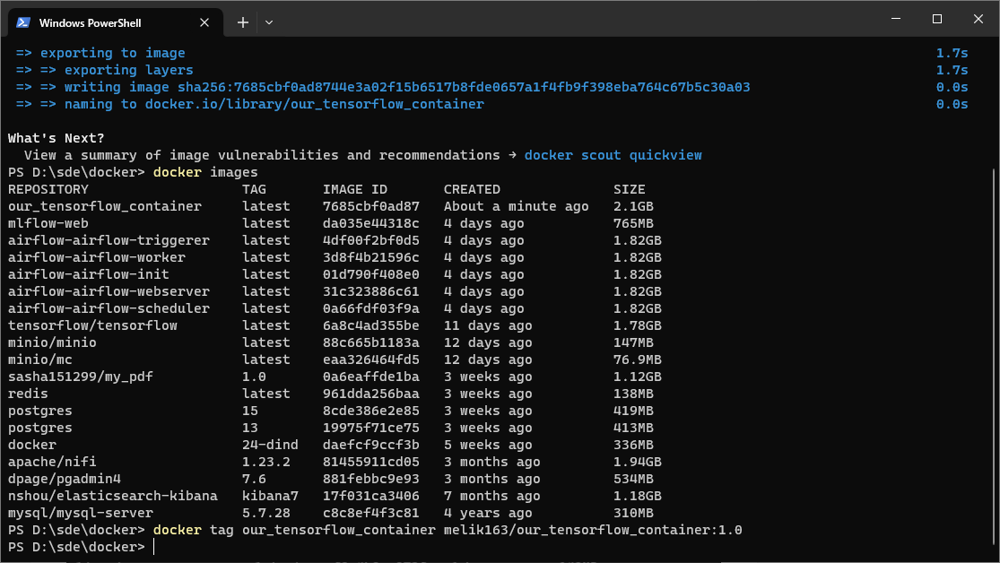 Windows PowerShell
=> exporting to image 1.7s
=> => exporting layers 1.7s
=> => writing image sha256:7685cbf0ad8744e3a02f15b6517b8fde0657a1f4fb9f398eba764c67b5c30a03 0.0s
=> => naming to docker.io/library/our_tensorflow_container 0.0s
What's Next?
View a summary of image vulnerabilities and recommendations → docker scout quickview
PS D:\sde\docker> docker images
REPOSITORY TAG IMAGE ID CREATED SIZE
our_tensorflow_container latest 7685cbf0ad87 About a minute ago 2.1GB
mlflow-web latest da035e44318c 4 days ago 765MB
airflow-airflow-triggerer latest 4df00f2bf0d5 4 days ago 1.82GB
airflow-airflow-worker latest 3d8f4b21596c 4 days ago 1.82GB
airflow-airflow-init latest 01d790f408e0 4 days ago 1.82GB
airflow-airflow-webserver latest 31c323886c61 4 days ago 1.82GB
airflow-airflow-scheduler latest 0a66fdf03f9a 4 days ago 1.82GB
tensorflow/tensorflow latest 6a8c4ad355be 11 days ago 1.78GB
minio/minio latest 88c665b1183a 12 days ago 147MB
minio/mc latest eaa326464fd5 12 days ago 76.9MB
sasha151299/my_pdf 1.0 0a6eaffde1ba 3 weeks ago 1.12GB
redis latest 961dda256baa 3 weeks ago 138MB
postgres 15 8cde386e2e85 3 weeks ago 419MB
postgres 13 19975f71ce75 3 weeks ago 413MB
docker 24-dind daefcf9ccf3b 5 weeks ago 336MB
apache/nifi 1.23.2 81455911cd05 3 months ago 1.94GB
dpage/pgadmin4 7.6 881febbc9e93 3 months ago 534MB
nshou/elasticsearch-kibana kibana7 17f031ca3406 7 months ago 1.18GB
mysql/mysql-server 5.7.28 c8c8ef4f3c81 4 years ago 310MB
PS D:\sde\docker> docker tag our_tensorflow_container melik163/our_tensorflow_container:1.0
PS D:\sde\docker>